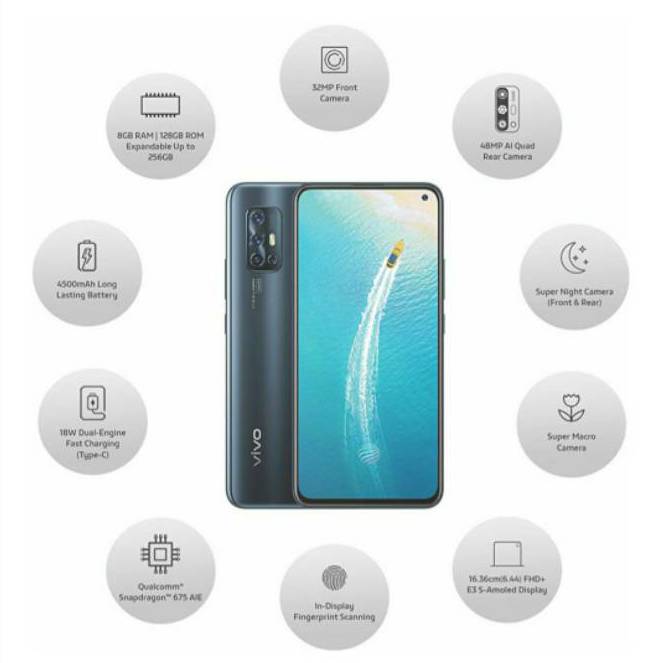 32MP Front
Camera
8GB RAM | 128GB ROM
Expandable Up to
256GB
48MP AI Quad
Rear Camera
4500mAh Long
Lasting Battery
Super Night Camera
(Front & Rear)
18W Dual-Engine
Fast Charging
(Type-C)
Super Macro
Camera
vivo
Qualcomm®
Snapdragon™ 675 AIE
In-Display
Fingerprint Scanning
16.36cm(6.44) FHD+
E3 S-Amoled Display